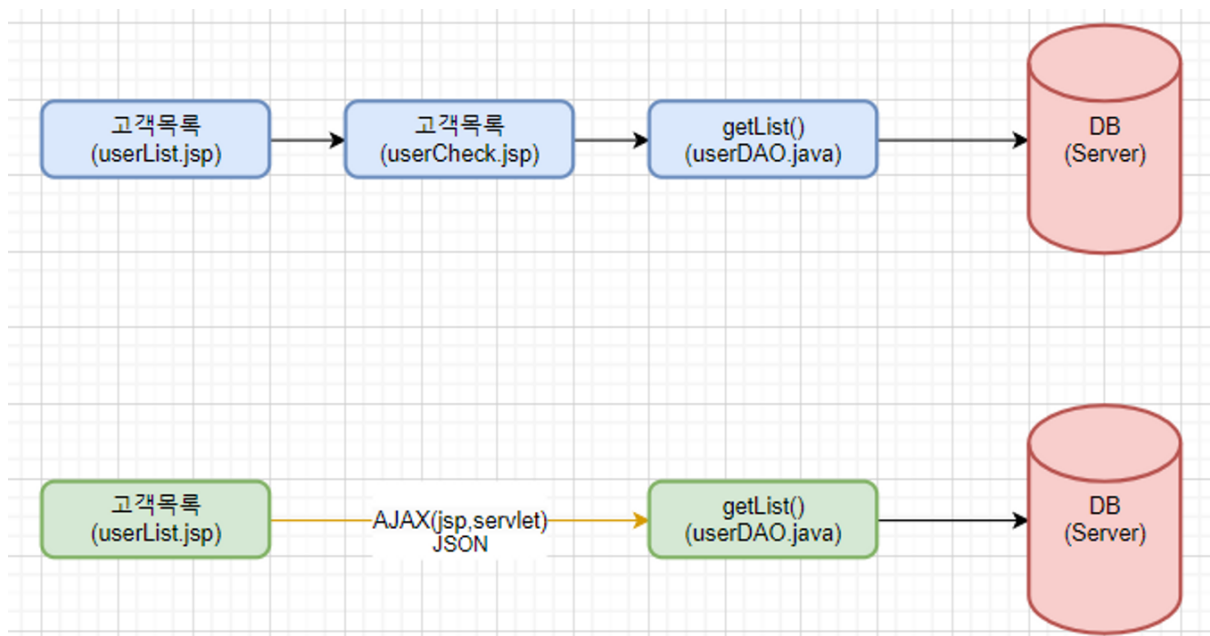 고객목록
(userList.jsp)
고객목록
(userCheck.jsp)
getList()
(userDAO.java)
DB
(Server)
고객목록
(userList.jsp)
AJAX(jsp,servlet)
JSON
getList()
(userDAO.java)
DB
(Server)